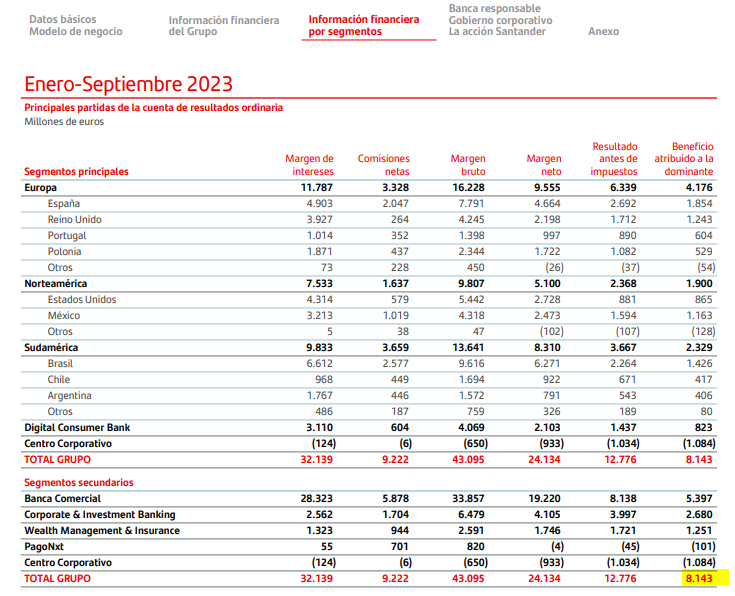 Datos básicos
Modelo de negocio
Información financiera
del Grupo
Información financiera
por segmentos
Banca responsable
Gobierno corporativo
La acción Santander
Anexo
Enero-Septiembre 2023
Principales partidas de la cuenta de resultados ordinaria
Millones de euros
Segmentos principales Margen de intereses Comisiones netas Margen bruto Margen neto Resultado antes de impuestos Beneficio atribuido a la dominante
Europa 11.787 3.328 16.228 9.555 6.339 4.176
España 4.903 2.047 7.791 4.664 2.692 1.854
Reino Unido 3.927 264 4.245 2.198 1.712 1.243
Portugal 1.014 352 1.398 997 890 604
Polonia 1.871 437 2.344 1.722 1.082 529
Otros 73 228 450 (26) (37) (54)
Norteamérica 7.533 1.637 9.807 5.100 2.368 1.900
Estados Unidos 4.314 579 5.442 2.728 881 865
México 3.213 1.019 4.318 2.473 1.594 1.163
Otros 5 38 47 (102) (107) (128)
Sudamérica 9.833 3.659 13.641 8.310 3.667 2.329
Brasil 6.612 2.577 9.616 6.271 2.264 1.426
Chile 968 449 1.694 922 671 417
Argentina 1.767 446 1.572 791 543 406
Otros 486 187 759 326 189 80
Digital Consumer Bank 3.110 604 4.069 2.103 1.437 823
Centro Corporativo (124) (6) (650) (933) (1.034) (1.084)
TOTAL GRUPO 32.139 9.222 43.095 24.134 12.776 8.143
Segmentos secundarios
Banca Comercial 28.323 5.878 33.857 19.220 8.138 5.397
Corporate & Investment Banking 2.562 1.704 6.479 4.105 3.997 2.680
Wealth Management & Insurance 1.323 944 2.591 1.746 1.721 1.251
PagoNxt 55 701 820 (4) (45) (101)
Centro Corporativo (124) (6) (650) (933) (1.034) (1.084)
TOTAL GRUPO 32.139 9.222 43.095 24.134 12.776 8.143